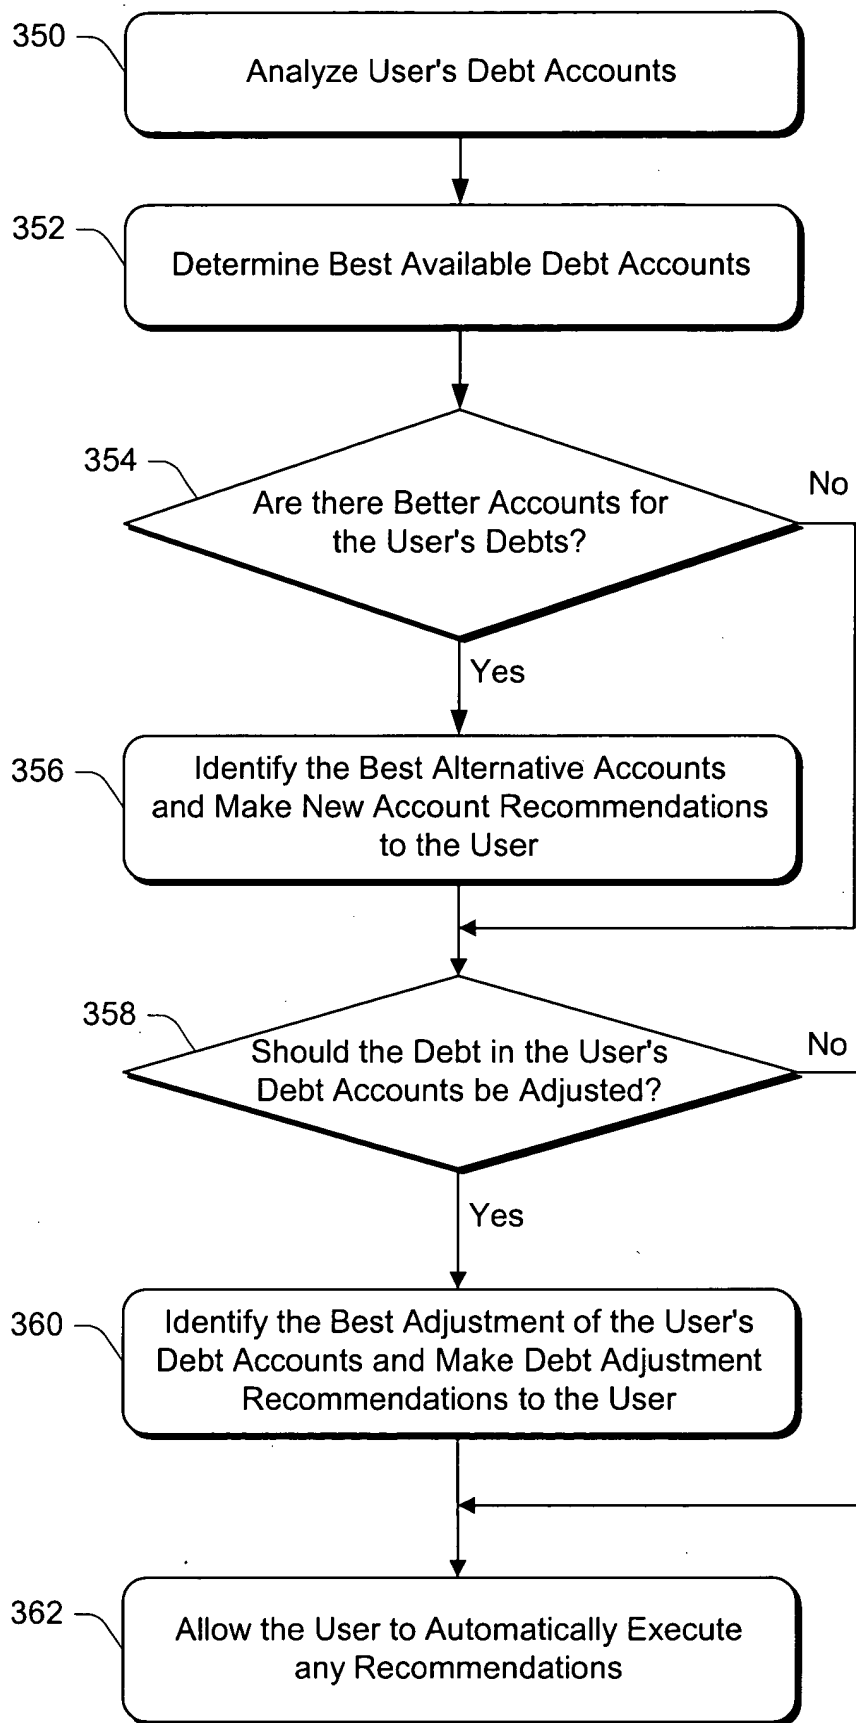 350
Analyze User's Debt Accounts
352
Determine Best Available Debt Accounts
354
Are there Better Accounts for
the User's Debts?
No
Yes
356
Identify the Best Alternative Accounts
and Make New Account Recommendations
to the User
358
Should the Debt in the User's
Debt Accounts be Adjusted?
No
Yes
360
Identify the Best Adjustment of the User's
Debt Accounts and Make Debt Adjustment
Recommendations to the User
362
Allow the User to Automatically Execute
any Recommendations